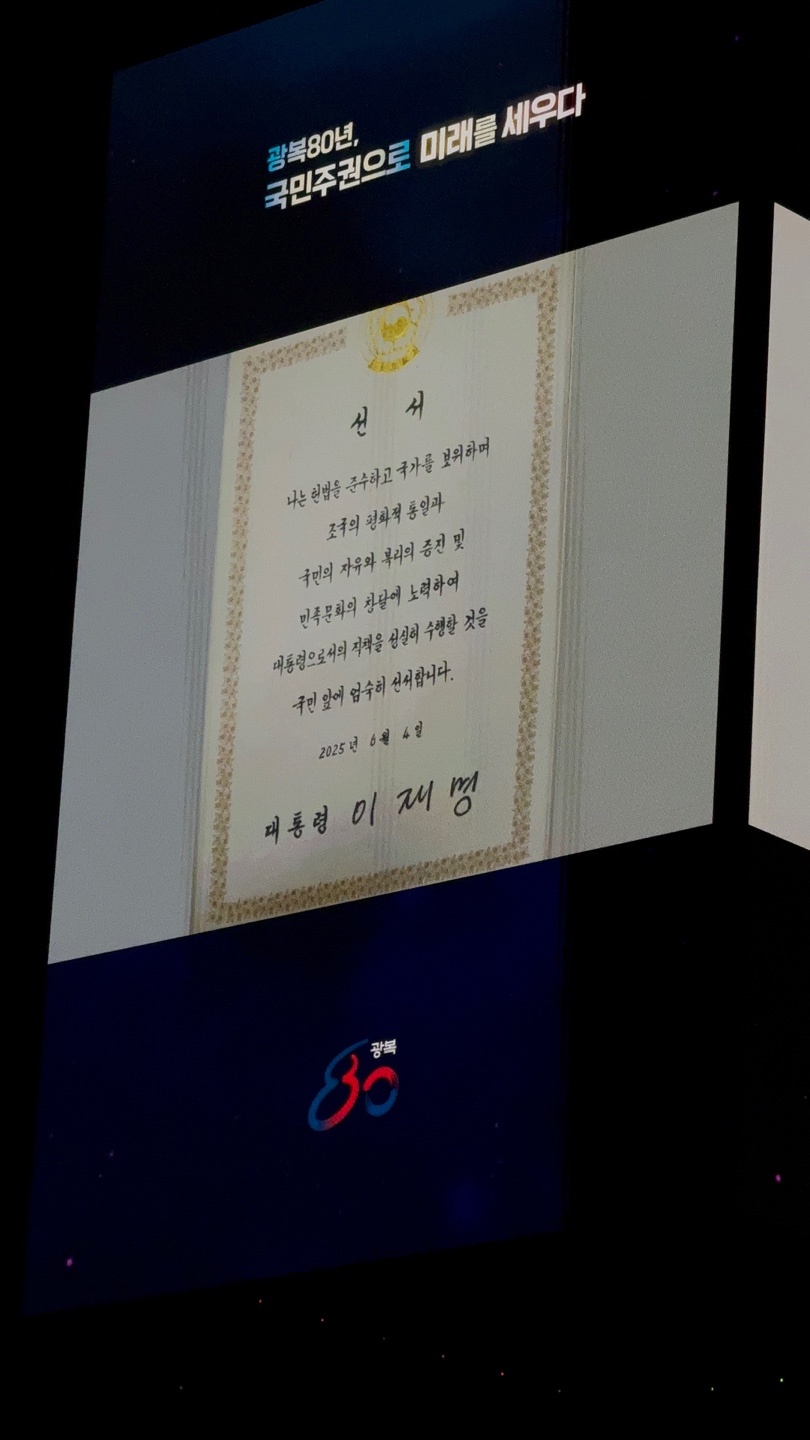 광복80년,
국민주권으로 미래를 세우다
선 서
나는 헌법을 준수하고 국가를 보위하며
조국의 평화적 통일과
국민의 자유와 복리의 증진 및
민족문화의 창달에 노력하여
대통령으로서의 직책을 성실히 수행할 것을
국민 앞에 엄숙히 선서합니다.
2025년 6월 4일
대통령 이재명
광복
80